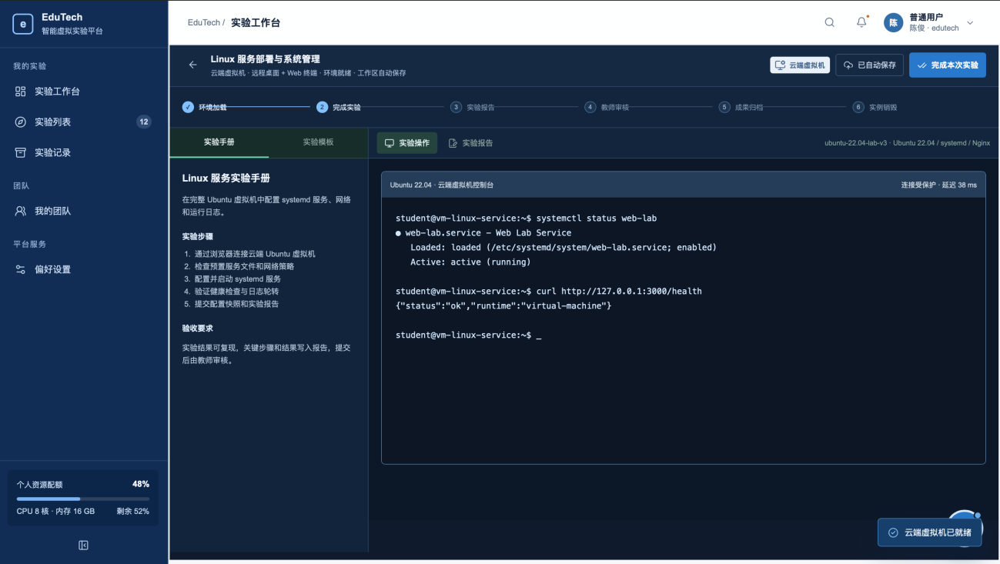 e
EduTech
智能虚拟实验平台
我的实验
实验工作台
实验列表
12
实验记录
团队
我的团队
平台服务
偏好设置
个人资源配额
48%
CPU 8 核 · 内存 16 GB
剩余 52%
EduTech / 实验工作台
陈
普通用户
陈俊 · edutech
Linux 服务部署与系统管理
云端虚拟机 · 远程桌面 + Web 终端 · 环境就绪 · 工作区自动保存
云端虚拟机
已自动保存
完成本次实验
环境加载
2 完成实验
3 实验报告
4 教师审核
5 成果归档
6 实例销毁
实验手册
实验模板
实验操作
实验报告
ubuntu-22.04-lab-v3 · Ubuntu 22.04 / systemd / Nginx
Linux 服务实验手册
在完整 Ubuntu 虚拟机中配置 systemd 服务、网络
和运行日志。
实验步骤
1. 通过浏览器连接云端 Ubuntu 虚拟机
2. 检查预置服务文件和网络策略
3. 配置并启动 systemd 服务
4. 验证健康检查与日志轮转
5. 提交配置快照和实验报告
验收要求
实验结果可复现，关键步骤和结果写入报告，提交
后由教师审核。
Ubuntu 22.04 · 云端虚拟机控制台
连接受保护 · 延迟 38 ms
student@vm-linux-service:~$ systemctl status web-lab
● web-lab.service – Web Lab Service
Loaded: loaded (/etc/systemd/system/web-lab.service; enabled)
Active: active (running)
student@vm-linux-service:~$ curl http://127.0.0.1:3000/health
{"status":"ok","runtime":"virtual-machine"}
student@vm-linux-service:~$ _
云端虚拟机已就绪